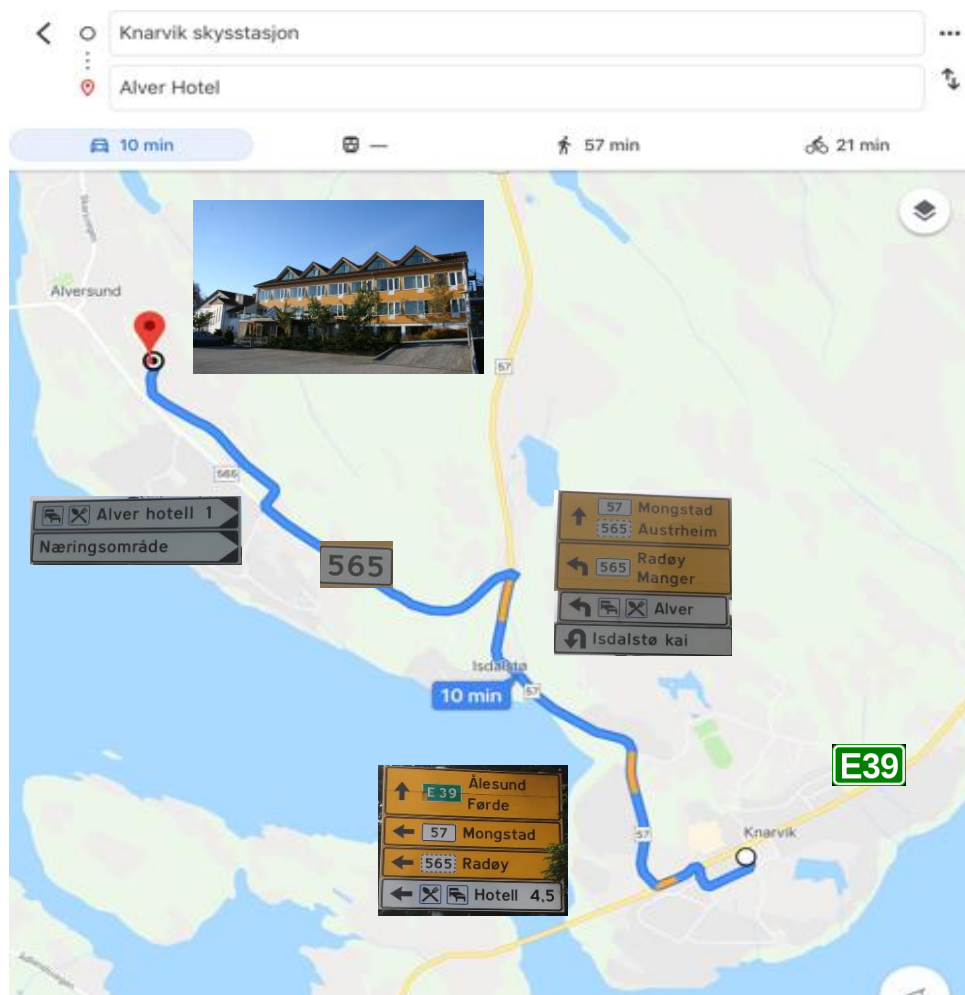 Knarvik skysstasjon
Alver Hotel
10 min
—
57 min
21 min
Alversund
57
565
Alver hotell 1
Næringsområde
565
57 Mongstad
565 Austrheim
565 Radøy
Manger
Alver
Isdalstø kai
Isdalstø
10 min
57
E39
E 39 Ålesund
Førde
57 Mongstad
565 Radøy
Hotell 4,5
57
Knarvik